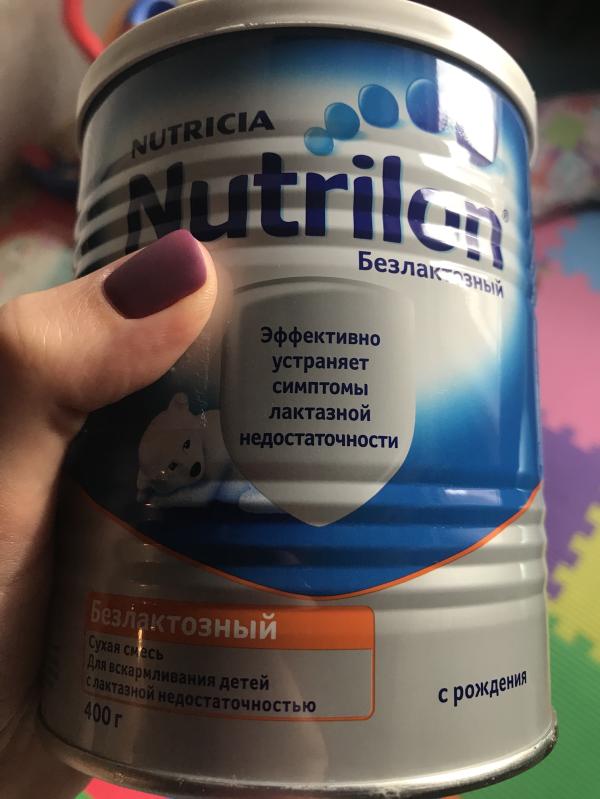 NUTRICIA
Nutrilon®
Безлактозный
Эффективно
устраняет
симптомы
лактазной
недостаточности
Безлактозный
Сухая смесь
Для вскармливания детей
с лактазной недостаточностью
400 г
с рождения